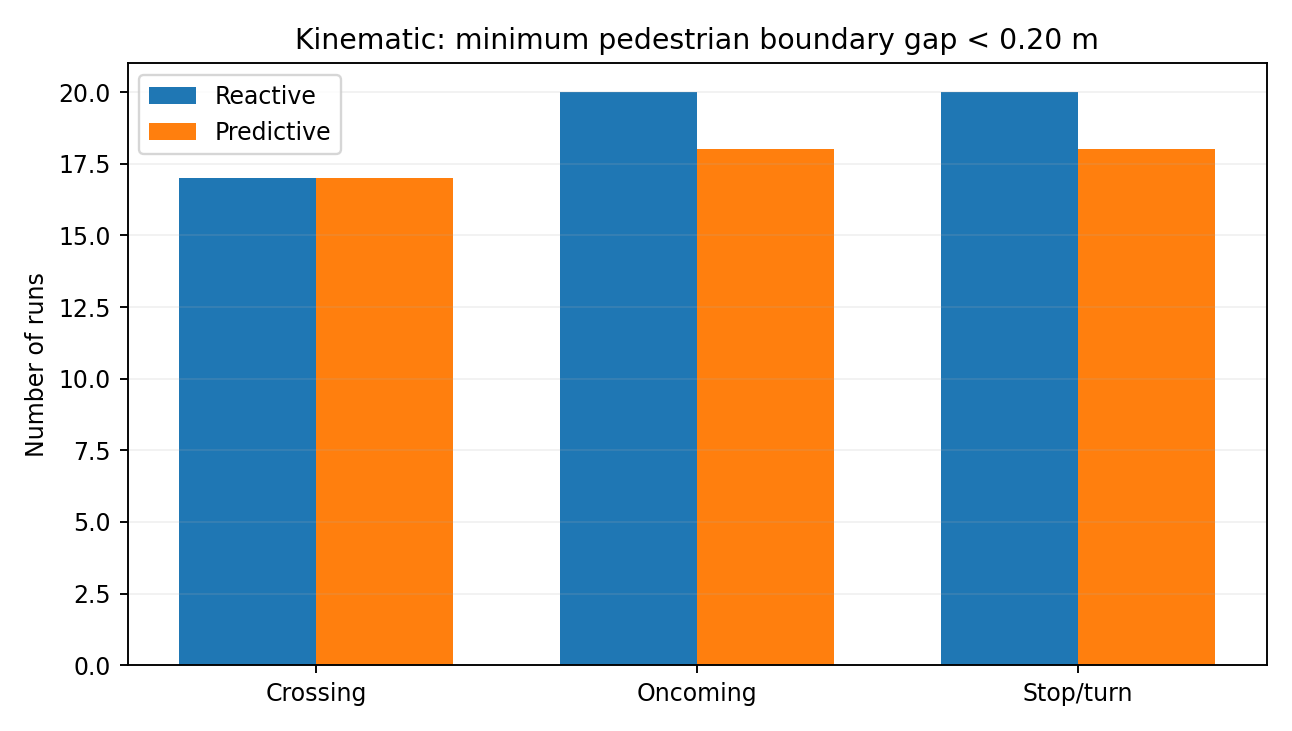 Kinematic: minimum pedestrian boundary gap < 0.20 m
Reactive
Predictive
Number of runs
20.0
17.5
15.0
12.5
10.0
7.5
5.0
2.5
0.0
Crossing
Oncoming
Stop/turn